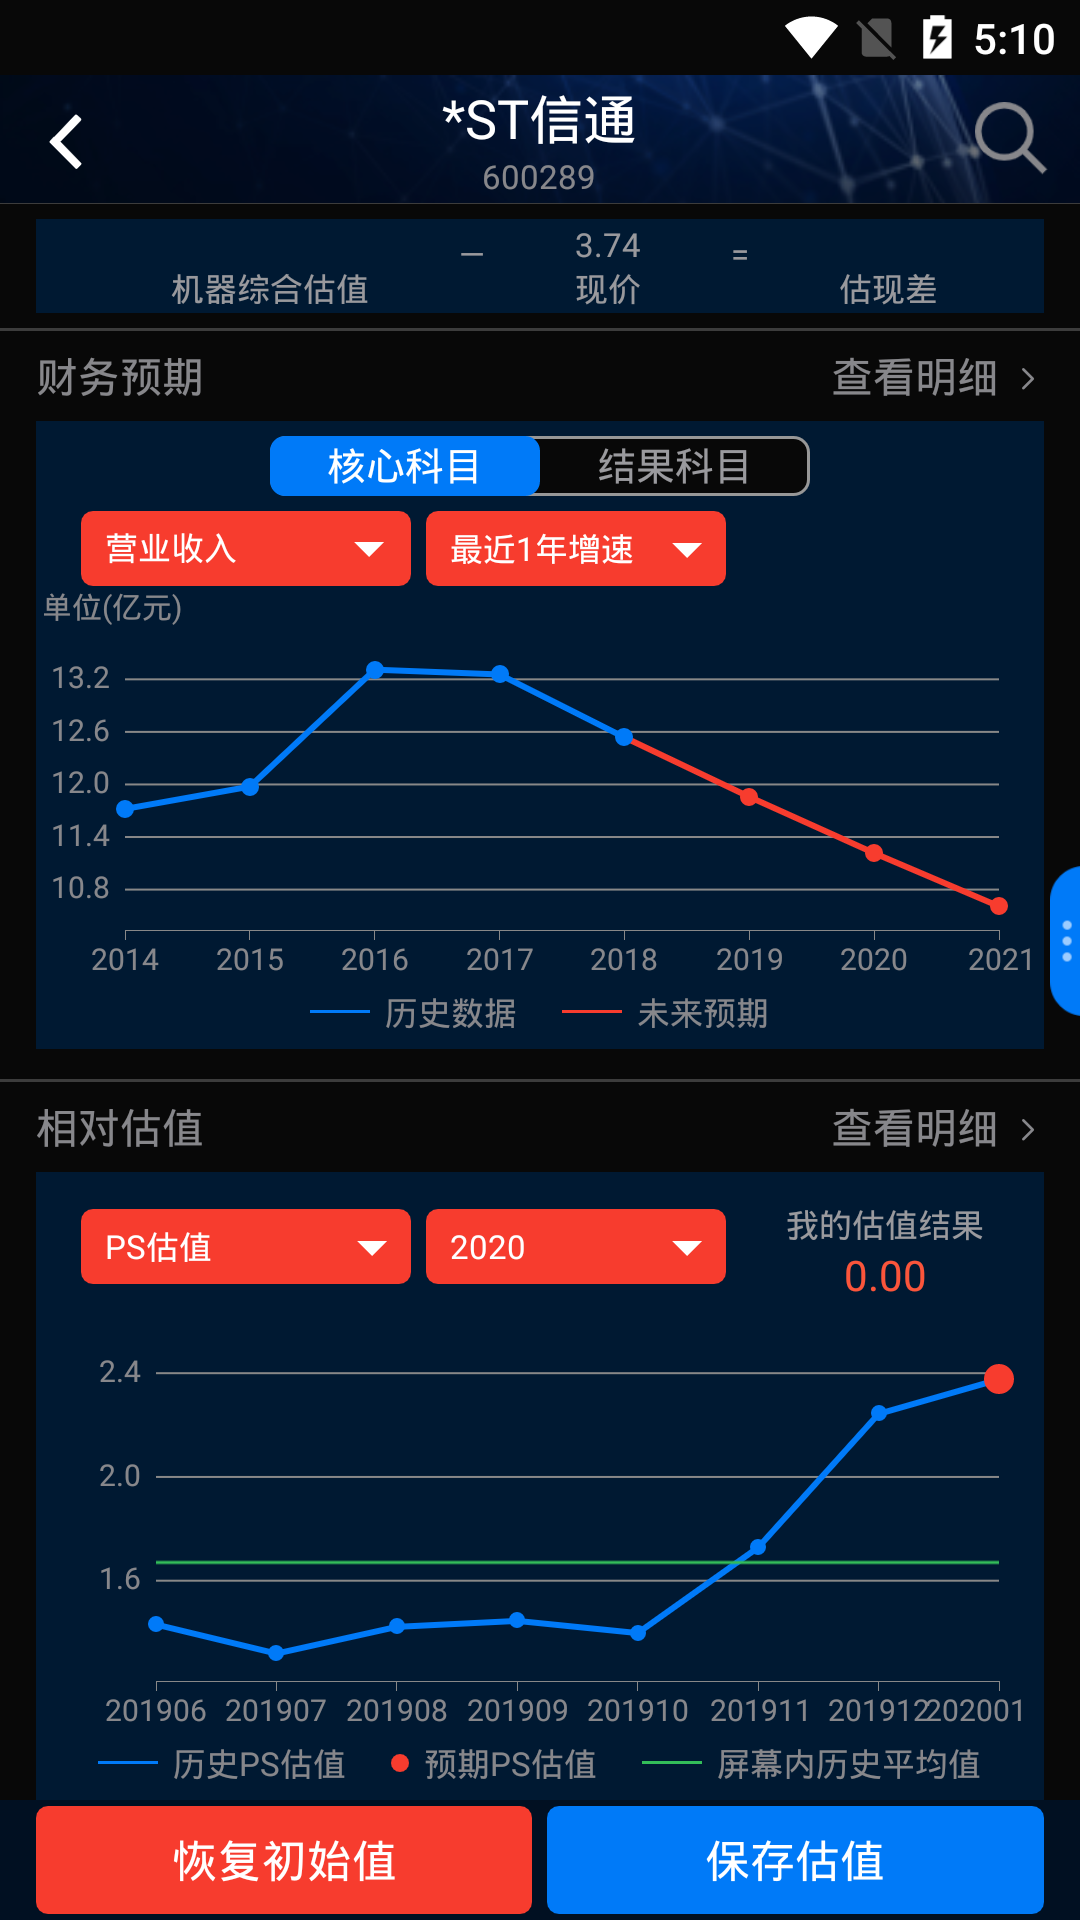 5:10
*ST信通
600289
— 3.74 =
机器综合估值 现价 估现差
财务预期 查看明细
核心科目 结果科目
营业收入 最近1年增速
单位(亿元)
13.2
12.6
12.0
11.4
10.8
2014 2015 2016 2017 2018 2019 2020 2021
历史数据 未来预期
相对估值 查看明细
PS估值 2020 我的估值结果
0.00
2.4
2.0
1.6
201906 201907 201908 201909 201910 201911 201912 202001
历史PS估值 预期PS估值 屏幕内历史平均值
恢复初始值 保存估值